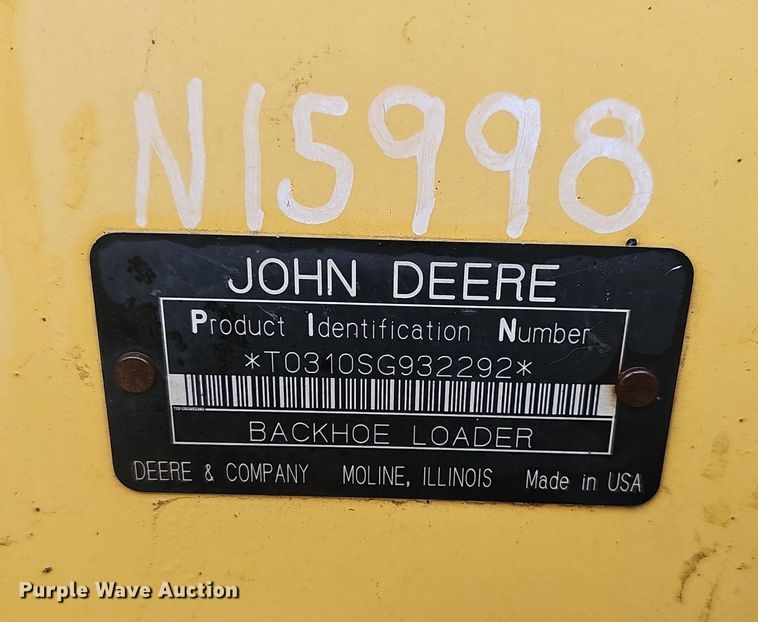 N15998
JOHN DEERE
Product Identification Number
*T0310SG932292*
T0310SG932292
BACKHOE LOADER
DEERE & COMPANY MOLINE, ILLINOIS Made in USA
Purple Wave Auction